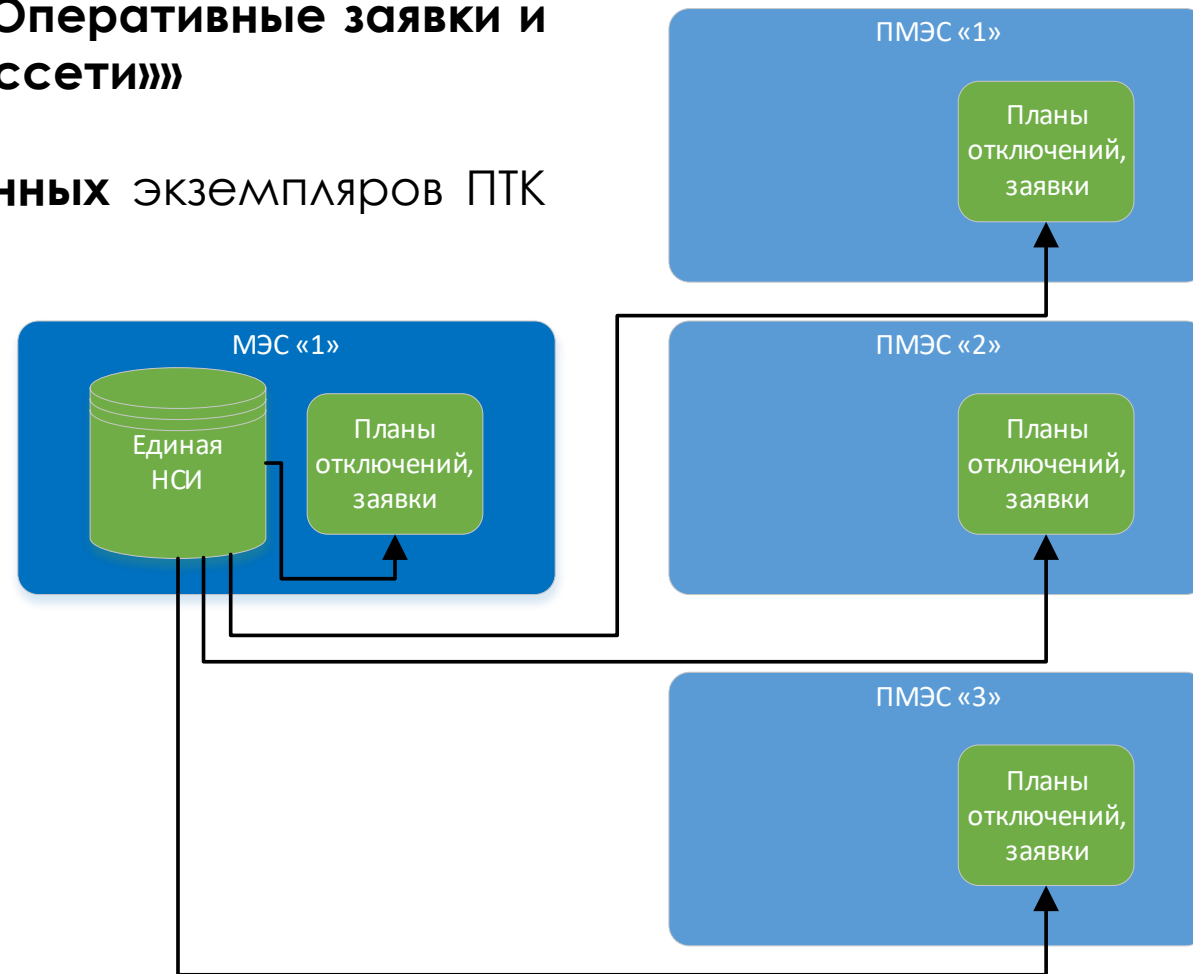 Оперативные заявки и
ссети»»
нных экземпляров ПТК
ПМЭС «1»
Планы
отключений,
заявки
МЭС «1»
Единая
НСИ
Планы
отключений,
заявки
ПМЭС «2»
Планы
отключений,
заявки
ПМЭС «3»
Планы
отключений,
заявки